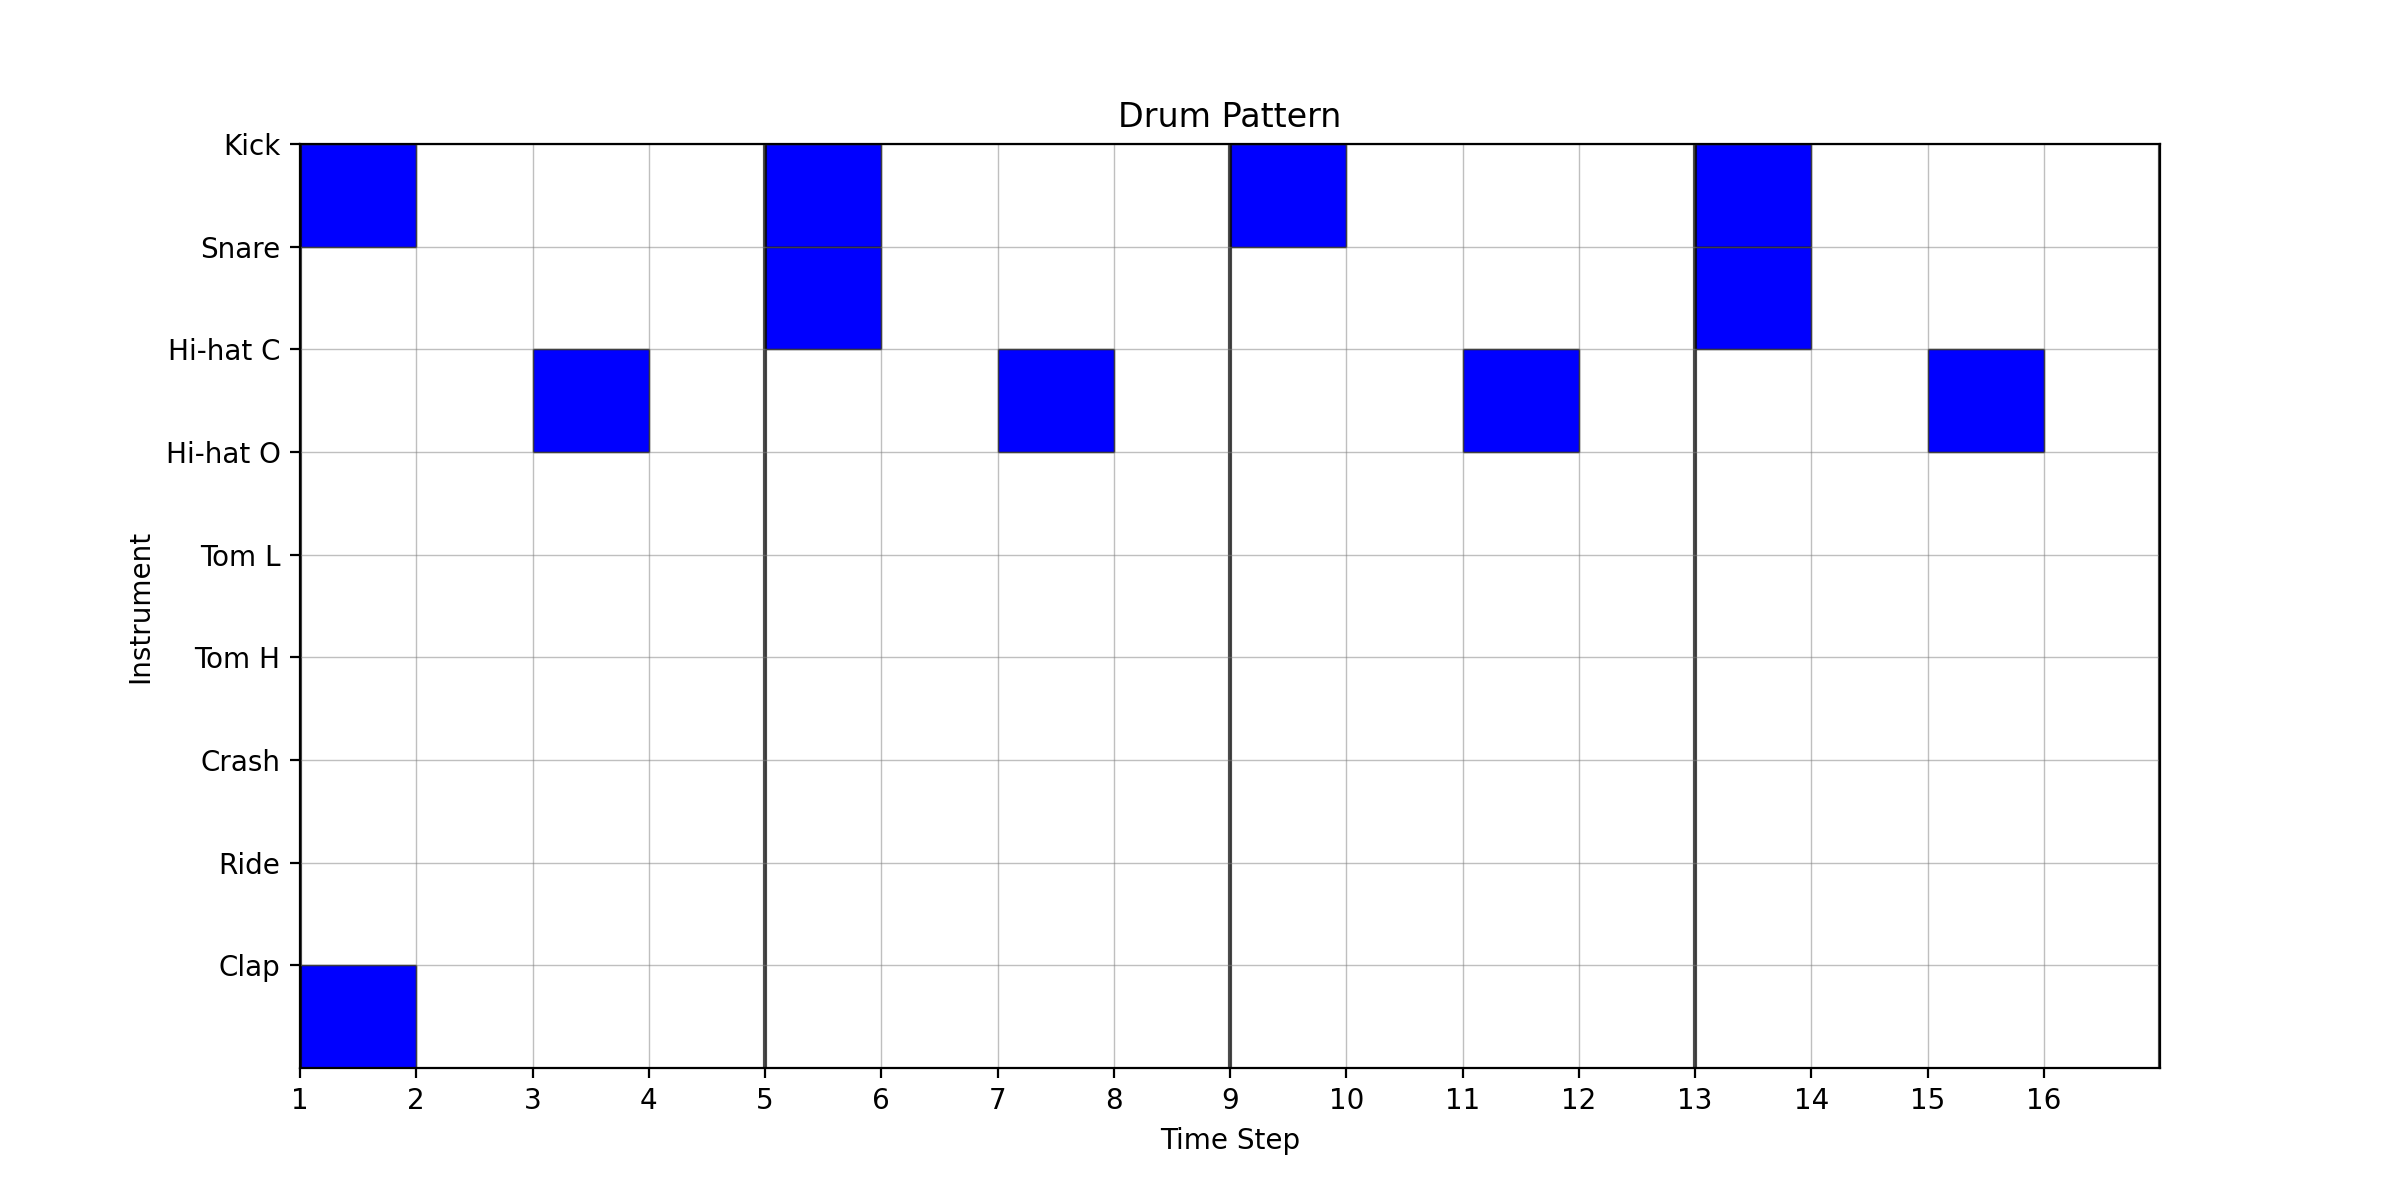 Drum Pattern
Kick
Snare
Hi-hat C
Hi-hat O
Tom L
Tom H
Crash
Ride
Clap
Instrument
1 2 3 4 5 6 7 8 9 10 11 12 13 14 15 16
Time Step